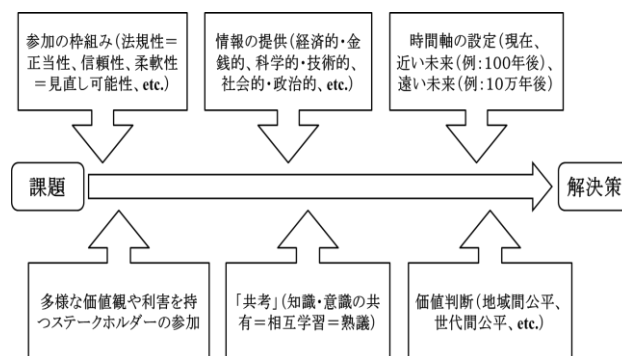 参加の枠組み（法規性＝
正当性、信頼性、柔軟性
＝見直し可能性、etc.）
情報の提供（経済的・金
銭的、科学的・技術的、
社会的・政治的、etc.）
時間軸の設定（現在、
近い未来（例：100年後）、
遠い未来（例：10万年後）
課題
解決策
多様な価値観や利害を持
つステークホルダーの参加
「共考」（知識・意識の共
有＝相互学習＝熟議）
価値判断（地域間公平、
世代間公平、etc.）